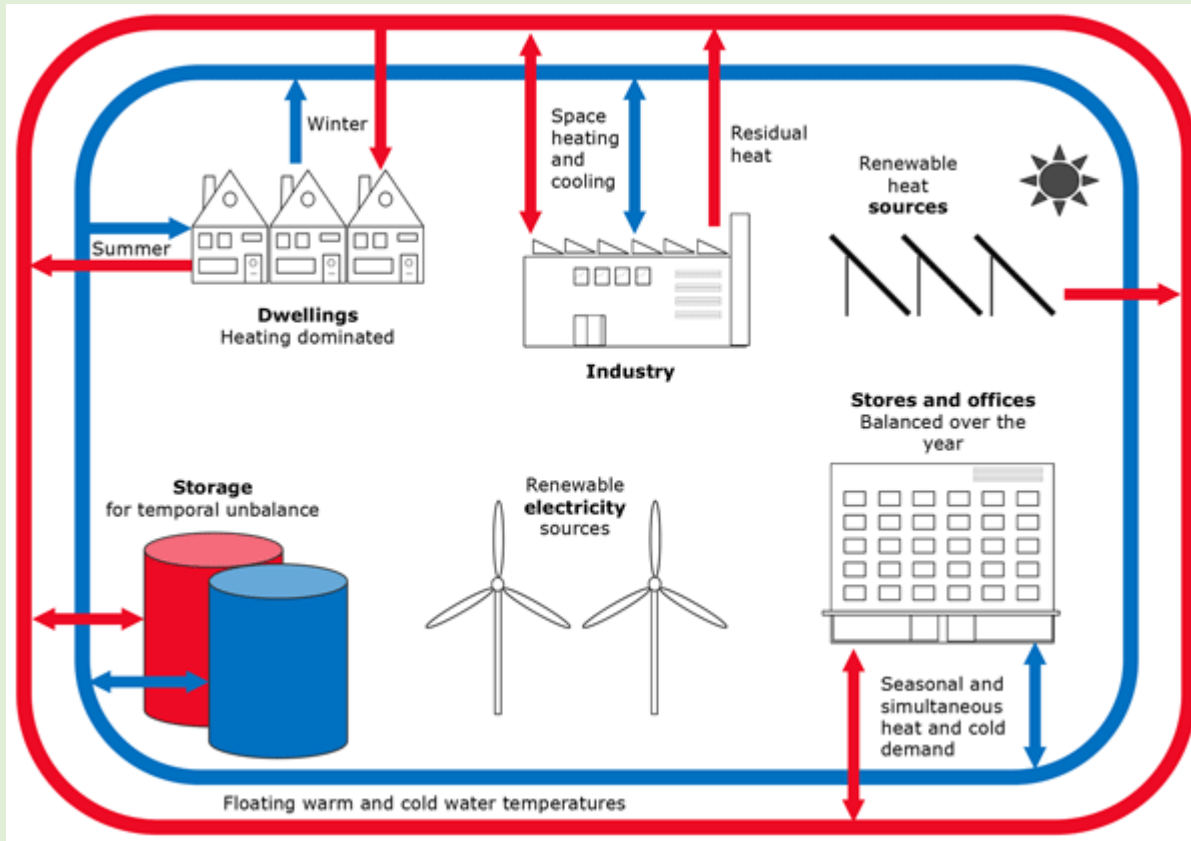 Winter
Summer
Dwellings
Heating dominated
Space
heating
and
cooling
Residual
heat
Industry
Renewable
heat
sources
Stores and offices
Balanced over the
year
Storage
for temporal unbalance
Renewable
electricity
sources
Seasonal and
simultaneous
heat and cold
demand
Floating warm and cold water temperatures